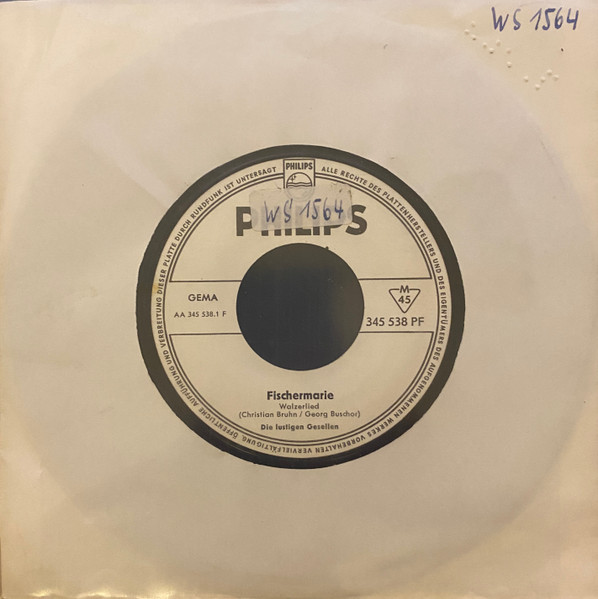 WS 1564
PHILIPS
PHILIPS
WS 1564
GEMA
AA 345 538.1 F
M
45
345 538 PF
Fischermarie
Walzerlied
(Christian Bruhn / Georg Buschor)
Die lustigen Gesellen
ALLE RECHTE DES PLATTENHERSTELLERS UND DES EIGENTÜMERS DES AUFGENOMMENEN WERKES VORBEHALTEN VERVIELFÄLTIGUNG, ÖFFENTLICHE AUFFÜHRUNG UND VERBREITUNG DIESER PLATTE DURCH RUNDFUNK IST UNTERSAGT